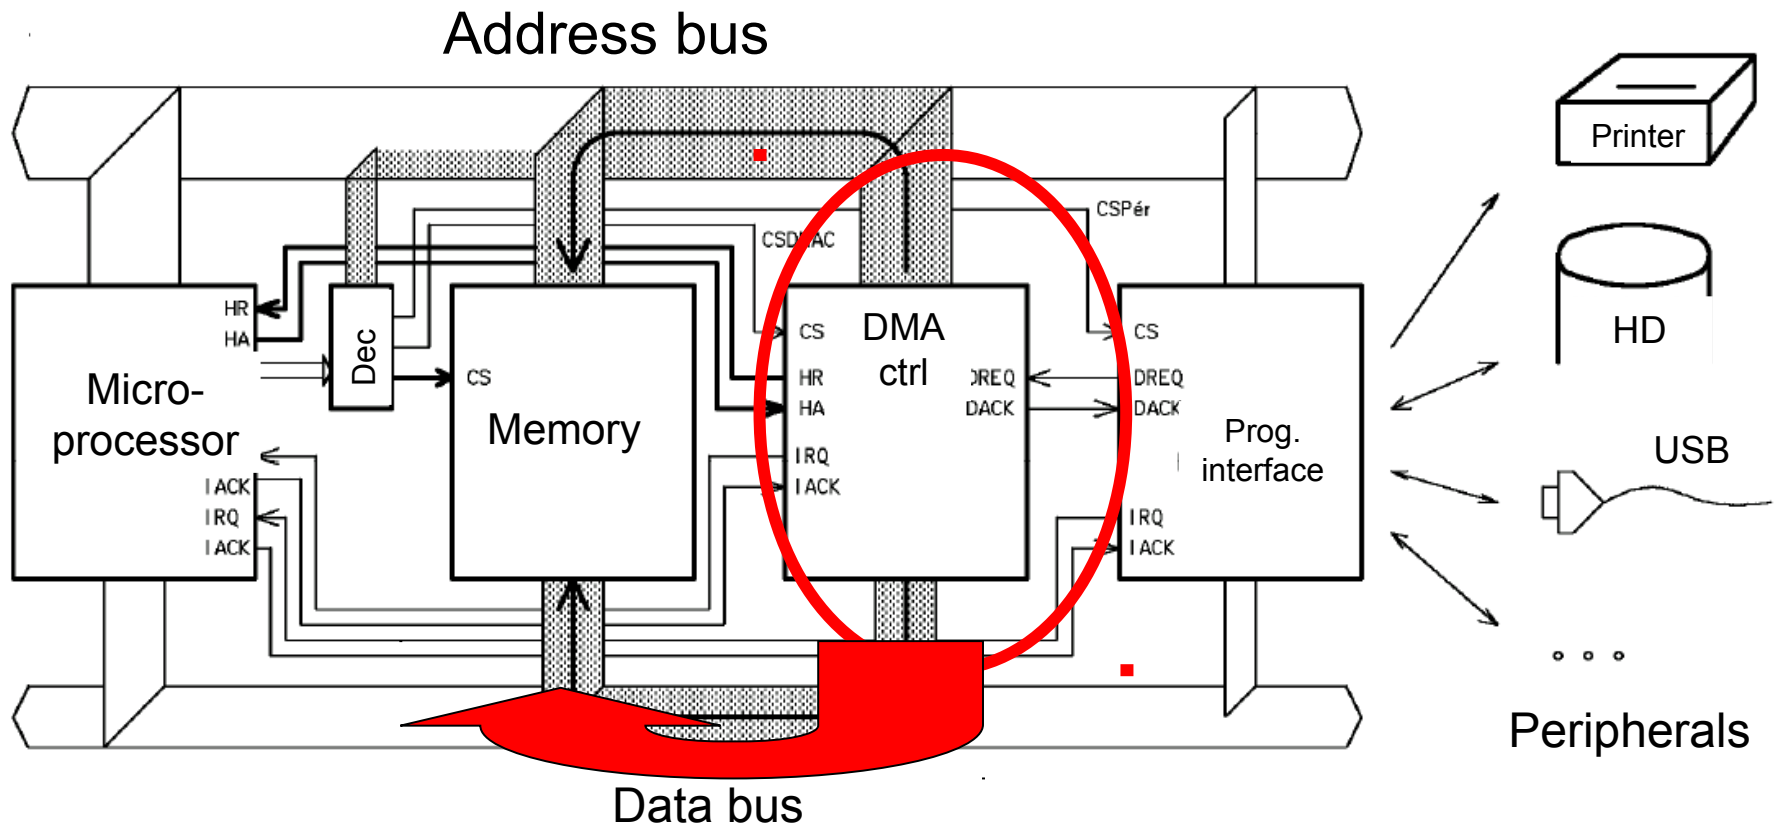 Address bus
Printer
CSPér
CSDMAC
HR
HA
Dec
CS
DMA
ctrl
CS
HD
CS
HR
HA
DREQ
DACK
DREQ
DACK
Micro-
processor
Memory
Prog.
interface
USB
IRQ
IACK
IACK
IRQ
IACK
IRQ
IACK
Peripherals
Data bus